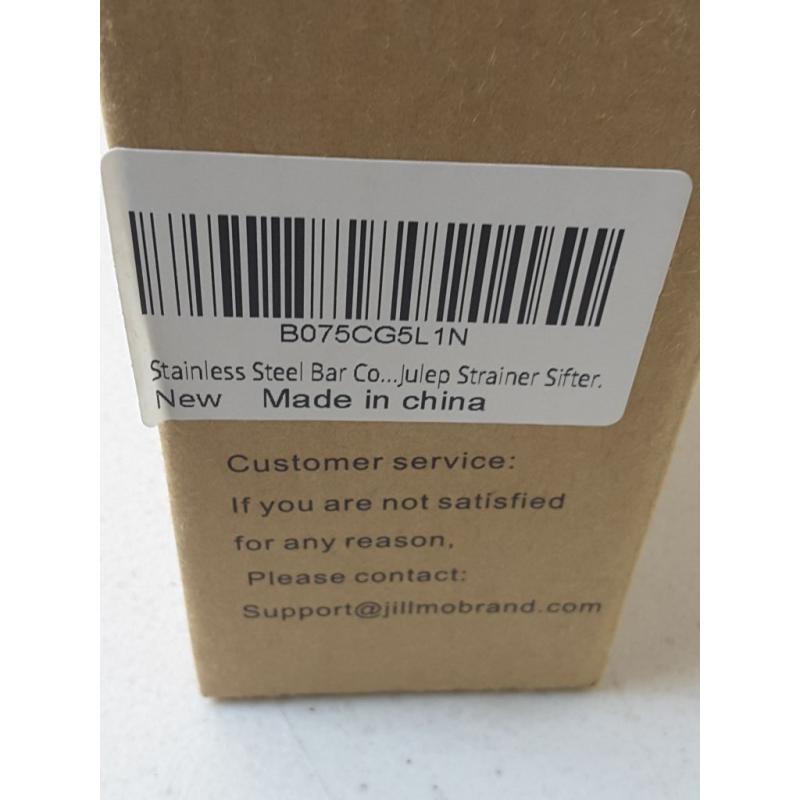 B075CG5L1N
Stainless Steel Bar Co...Julep Strainer Sifter.
New Made in china
Customer service:
If you are not satisfied
for any reason,
Please contact:
Support@jillmobrand.com